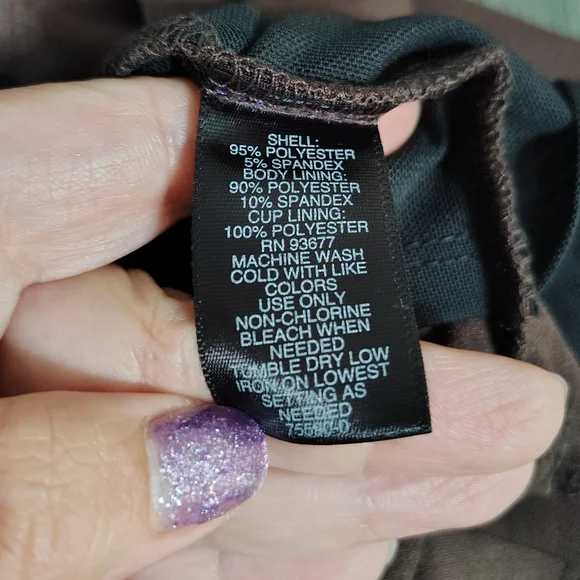 SHELL:
95% POLYESTER
5% SPANDEX
BODY LINING:
90% POLYESTER
10% SPANDEX
CUP LINING:
100% POLYESTER
RN 93677
MACHINE WASH
COLD WITH LIKE
COLORS
USE ONLY
NON-CHLORINE
BLEACH WHEN
NEEDED
TUMBLE DRY LOW
IRON ON LOWEST
SETTING AS
NEEDED